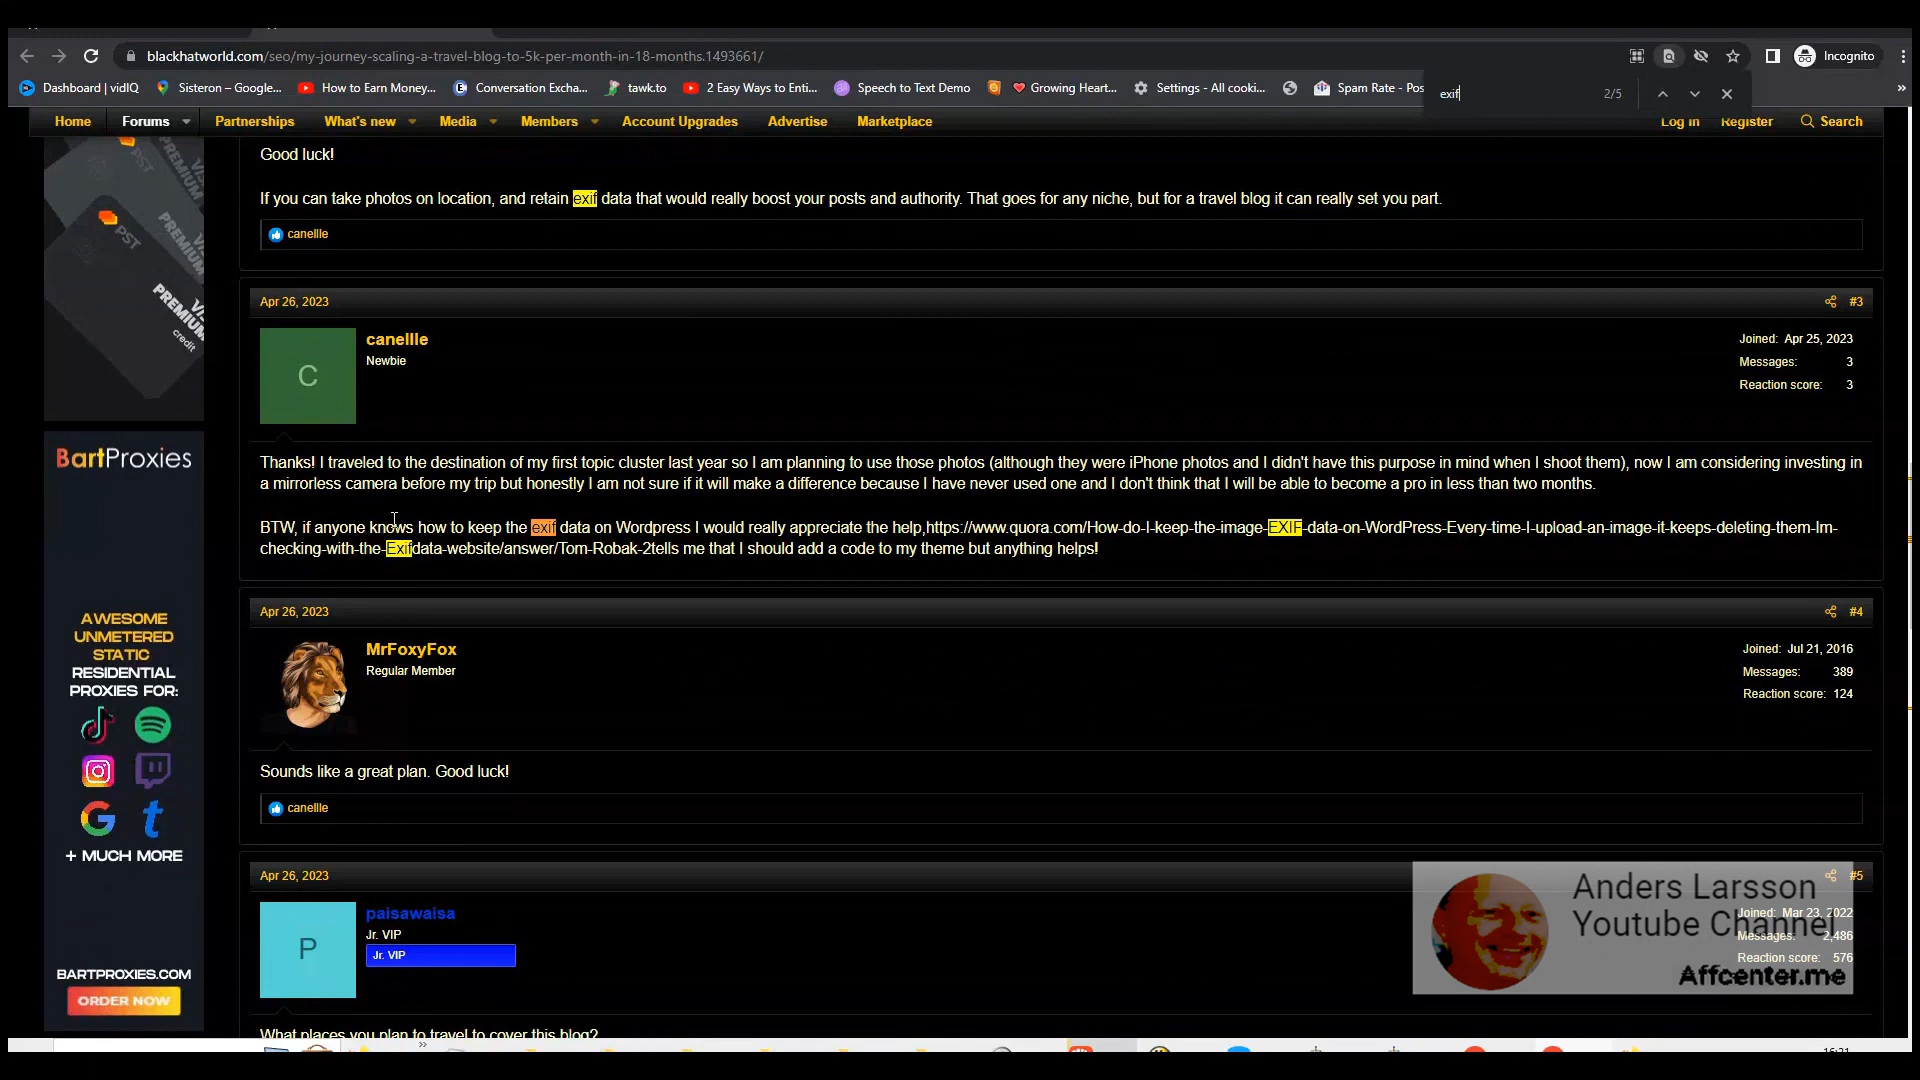 blackhatworld.com/seo/my-journey-scaling-a-travel-blog-to-5k-per-month-in-18-months.1493661/
Incognito
Dashboard | vidIQ
Sisteron – Google...
How to Earn Money...
Conversation Excha...
tawk.to
2 Easy Ways to Enti...
Speech to Text Demo
Growing Heart...
Settings - All cooki...
Spam Rate - Pos
exif
2/5
Home
Forums
Partnerships
What's new
Media
Members
Account Upgrades
Advertise
Marketplace
Log in
Register
Search
Good luck!
If you can take photos on location, and retain exif data that would really boost your posts and authority. That goes for any niche, but for a travel blog it can really set you part.
canellle
Apr 26, 2023
#3
C
canellle
Newbie
Joined: Apr 25, 2023
Messages: 3
Reaction score: 3
Thanks! I traveled to the destination of my first topic cluster last year so I am planning to use those photos (although they were iPhone photos and I didn't have this purpose in mind when I shoot them), now I am considering investing in
a mirrorless camera before my trip but honestly I am not sure if it will make a difference because I have never used one and I don't think that I will be able to become a pro in less than two months.
BTW, if anyone knows how to keep the exif data on Wordpress I would really appreciate the help,https://www.quora.com/How-do-I-keep-the-image-EXIF-data-on-WordPress-Every-time-I-upload-an-image-it-keeps-deleting-them-Im-
checking-with-the-Exifdata-website/answer/Tom-Robak-2tells me that I should add a code to my theme but anything helps!
Apr 26, 2023
#4
MrFoxyFox
Regular Member
Joined: Jul 21, 2016
Messages: 389
Reaction score: 124
Sounds like a great plan. Good luck!
canellle
Apr 26, 2023
#5
P
paisawaisa
Jr. VIP
Jr. VIP
Joined: Mar 23, 2022
Messages: 2,486
Reaction score: 576
What places you plan to travel to cover this blog?
PST
PREMIUM
VISA
PREMIUM
credit
BartProxies
AWESOME
UNMETERED
STATIC
RESIDENTIAL
PROXIES FOR:
+ MUCH MORE
BARTPROXIES.COM
ORDER NOW
Anders Larsson
Youtube Channel
Affcenter.me